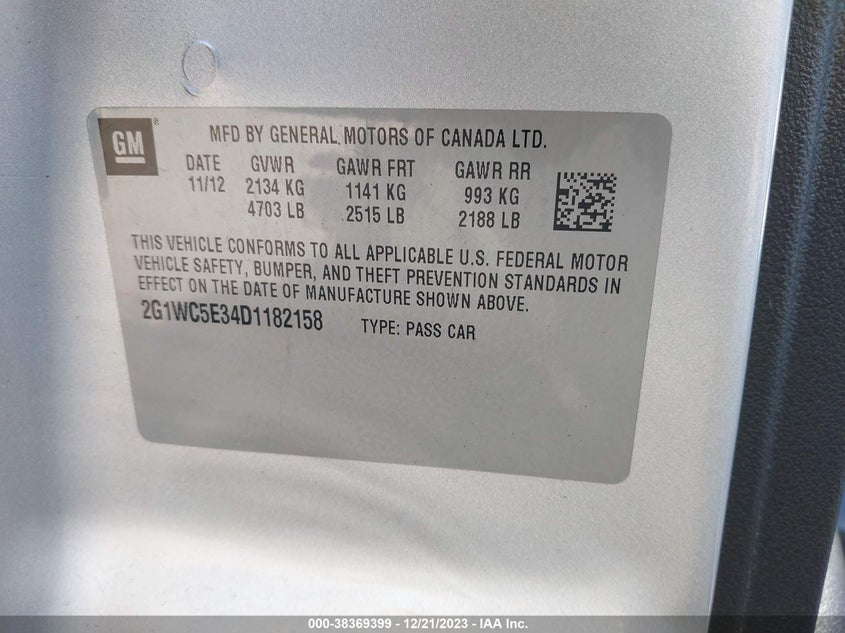 GM ®
MFD BY GENERAL MOTORS OF CANADA LTD.
DATE GVWR GAWR FRT GAWR RR
11/12 2134 KG 1141 KG 993 KG
4703 LB 2515 LB 2188 LB
THIS VEHICLE CONFORMS TO ALL APPLICABLE U.S. FEDERAL MOTOR
VEHICLE SAFETY, BUMPER, AND THEFT PREVENTION STANDARDS IN
EFFECT ON THE DATE OF MANUFACTURE SHOWN ABOVE.
2G1WC5E34D1182158 TYPE: PASS CAR
000-38369399 - 12/21/2023 - IAA Inc.